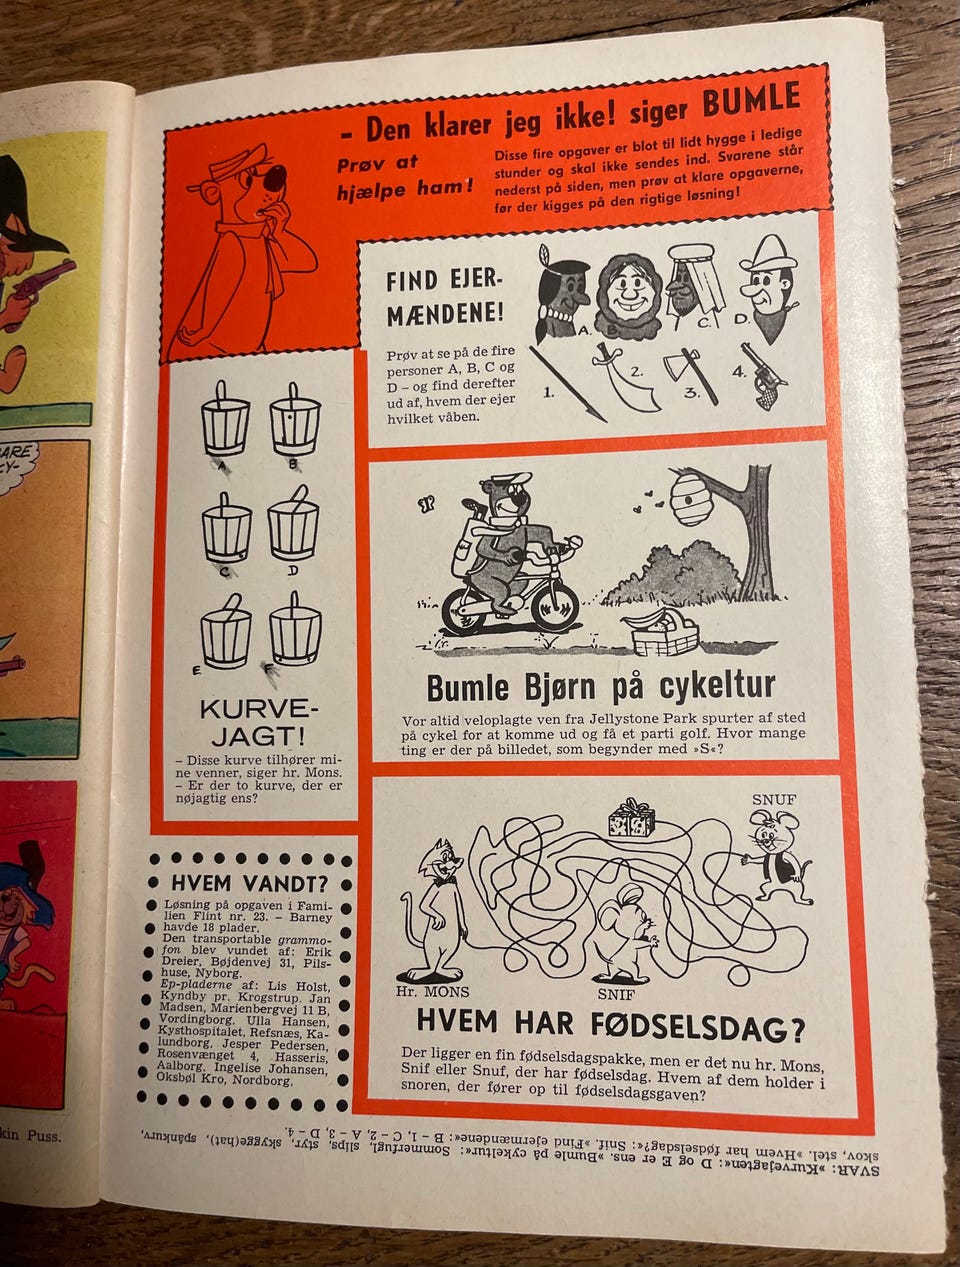 – Den klarer jeg ikke! siger BUMLE
Prøv at
hjælpe ham!
Disse fire opgaver er blot til lidt hygge i ledige
stunder og skal ikke sendes ind. Svarene står
nederst på siden, men prøv at klare opgaverne,
før der kigges på den rigtige løsning!
FIND EJER-
MÆNDENE!
Prøv at se på de fire
personer A, B, C og
D – og find derefter
ud af, hvem der ejer
hvilket våben.
A. B. C. D.
1. 2. 3. 4.
A B
C D
E F
KURVE-
JAGT!
– Disse kurve tilhører mi-
ne venner, siger hr. Mons.
– Er der to kurve, der er
nøjagtig ens?
Bumle Bjørn på cykeltur
Vor altid veloplagte ven fra Jellystone Park spurter af sted
på cykel for at komme ud og få et parti golf. Hvor mange
ting er der på billedet, som begynder med »S«?
SNUF
Hr. MONS
SNIF
HVEM HAR FØDSELSDAG?
Der ligger en fin fødselsdagspakke, men er det nu hr. Mons,
Snif eller Snuf, der har fødselsdag. Hvem af dem holder i
snoren, der fører op til fødselsdagsgaven?
HVEM VANDT?
Løsning på opgaven i Fami-
lien Flint nr. 23. – Barney
havde 18 plader.
Den transportable grammo-
fon blev vundet af: Erik
Dreier, Bøjdenvej 31, Pils-
huse, Nyborg.
Ep-pladerne af: Lis Holst,
Kyndby pr. Krogstrup. Jan
Madsen, Marienbergvej 11 B,
Vordingborg. Ulla Hansen,
Kysthospitalet, Refsnæs, Ka-
lundborg. Jesper Pedersen,
Rosenvænget 4, Hasseris,
Aalborg. Ingelise Johansen,
Oksbøl Kro, Nordborg.
SVAR: »Kurvejagten«: D og E er ens. »Bumle på cykeltur«: Sommerfugl, slips, styr, skygge(hat), spånkurv,
skov, stel. »Hvem har fødselsdag?«: Snif. »Find ejermændene«: B – 1, C – 2, A – 3, D – 4.
ARE
CY-
kin Puss.